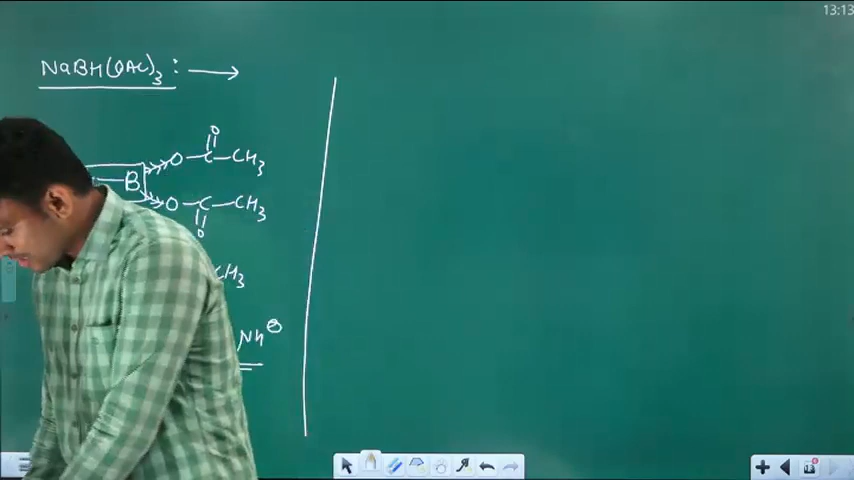 13:13
NaBH(OAC)3 : ⟶
O
B O – C – CH3
O – C – CH3
O
CH3
Nh⊖